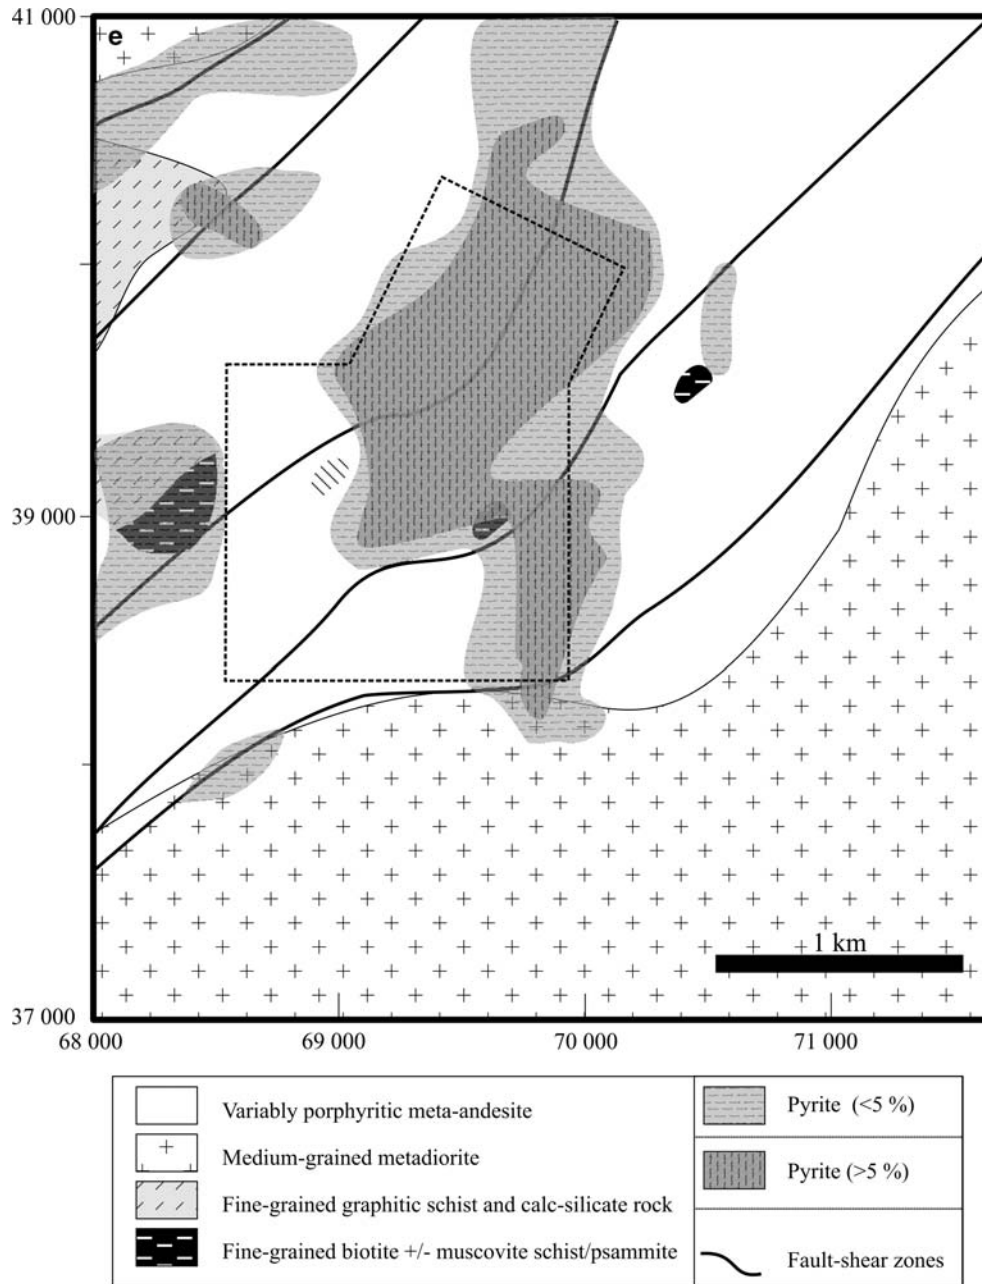 41 000
e
39 000
1 km
37 000
68 000 69 000 70 000 71 000
Variably porphyritic meta-andesite
Medium-grained metadiorite
Fine-grained graphitic schist and calc-silicate rock
Fine-grained biotite +/- muscovite schist/psammite
Pyrite (<5 %)
Pyrite (>5 %)
Fault-shear zones